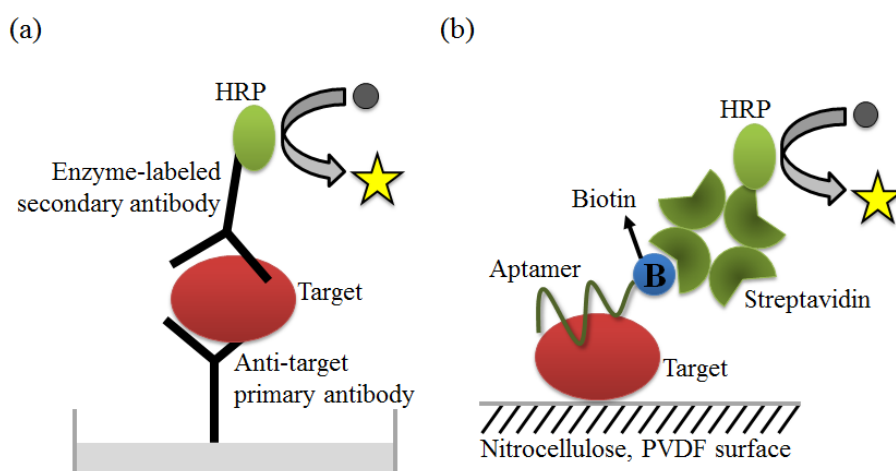 (a)
HRP
Enzyme-labeled
secondary antibody
Target
Anti-target
primary antibody
(b)
HRP
Biotin
B
Aptamer
Streptavidin
Target
Nitrocellulose, PVDF surface